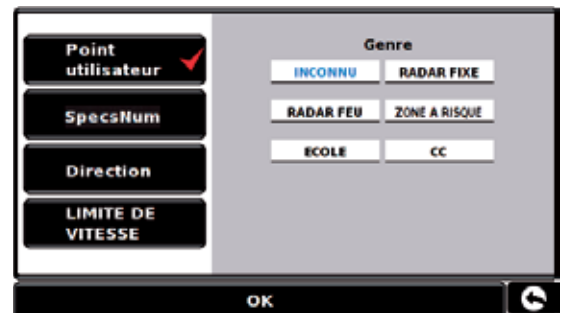 Point
utilisateur
SpecsNum
Direction
LIMITE DE
VITESSE
Genre
INCONNU RADAR FIXE
RADAR FEU ZONE A RISQUE
ECOLE CC
OK